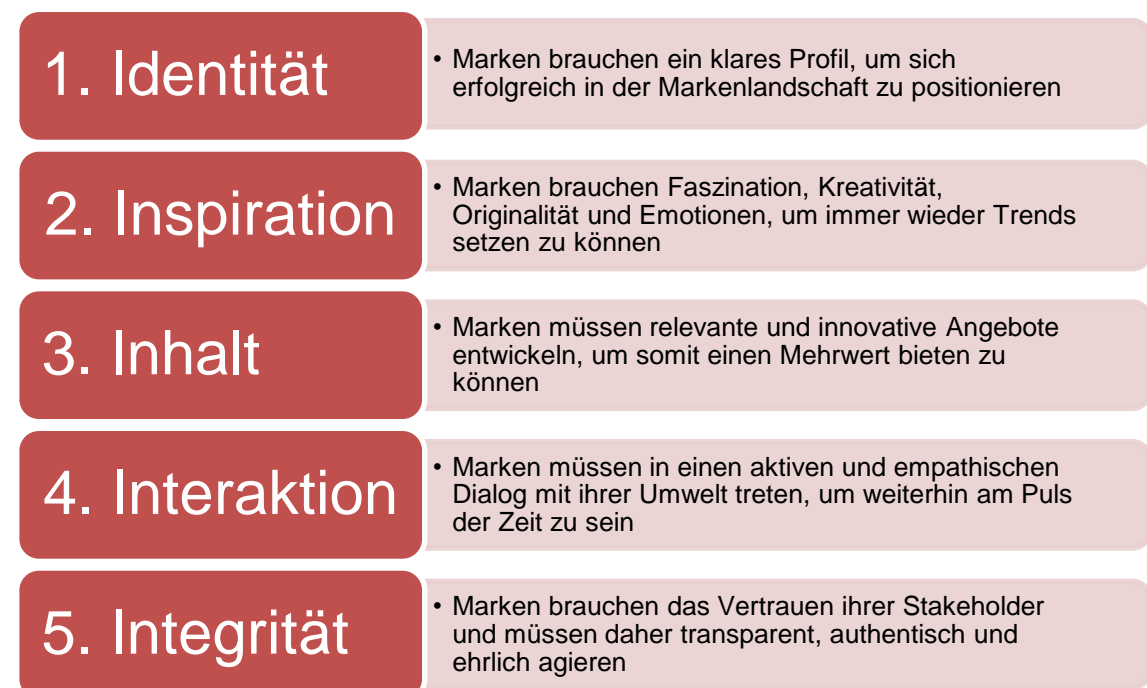 1. Identität
• Marken brauchen ein klares Profil, um sich
erfolgreich in der Markenlandschaft zu positionieren
2. Inspiration
• Marken brauchen Faszination, Kreativität,
Originalität und Emotionen, um immer wieder Trends
setzen zu können
3. Inhalt
• Marken müssen relevante und innovative Angebote
entwickeln, um somit einen Mehrwert bieten zu
können
4. Interaktion
• Marken müssen in einen aktiven und empathischen
Dialog mit ihrer Umwelt treten, um weiterhin am Puls
der Zeit zu sein
5. Integrität
• Marken brauchen das Vertrauen ihrer Stakeholder
und müssen daher transparent, authentisch und
ehrlich agieren